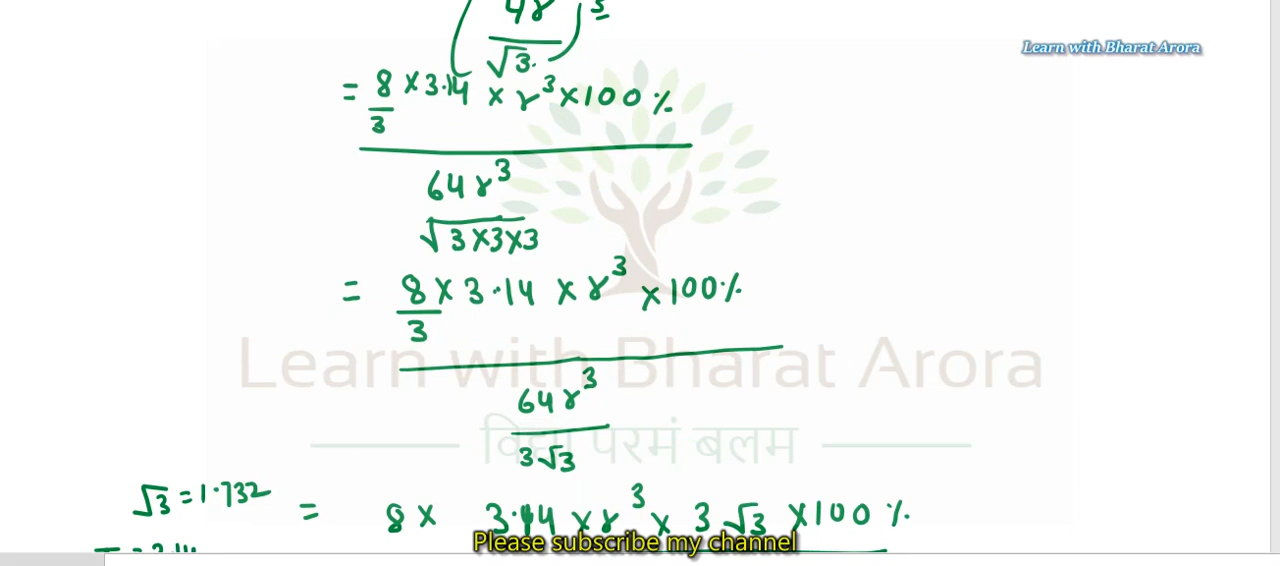 4r
√3
3
Learn with Bharat Arora
= 8/3 × 3.14 × r³ × 100 %
64r³
√3×3×3
= 8/3 × 3.14 × r³ × 100 %
Learn with Bharat Arora
64r³
3√3
विद्या परमं बलम
√3 = 1.732
= 8 × 3.14 × r³ × 3√3 × 100 %
Please subscribe my channel